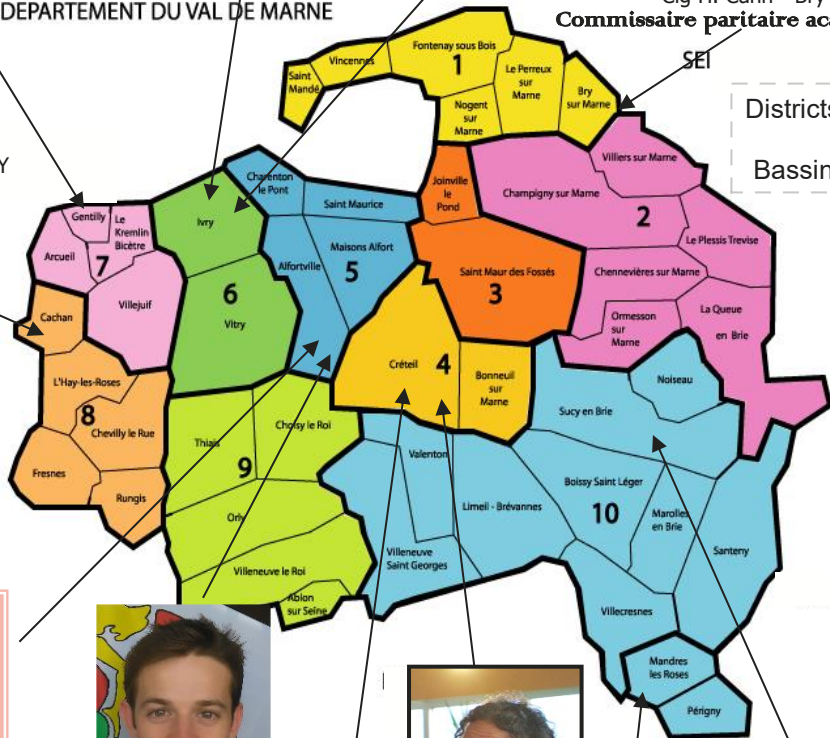 DEPARTEMENT DU VAL DE MARNE
Commissaire paritaire aca
SEI
Districts
Bassin
Y
Saint
Mandé
Vincennes
Fontenay sous Bois
1
Le Perreux
sur
Marne
Nogent
sur
Marne
Bry
sur Marne
Villiers sur Marne
Champigny sur Marne
2
Le Plessis Trevise
Chennevières sur Marne
Ormesson
sur
Marne
La Queue
en Brie
Joinville
le
Pond
Saint Maur des Fossés
3
Charenton
le Pont
Saint Maurice
Maisons Alfort
Alfortville
5
Ivry
6
Vitry
Gentilly
Le
Kremlin
Bicètre
Arcueil
7
Villejuif
Cachan
L'Hay-les-Roses
8
Chevilly le Rue
Fresnes
Rungis
Créteil
4
Bonneuil
sur
Marne
Thiais
Choisy le Roi
9
Orly
Villeneuve le Roi
Ablon
sur Seine
Valenton
Limeil - Brévannes
Villeneuve
Saint Georges
Sucy en Brie
Noiseau
Boissy Saint Léger
10
Marolles
en Brie
Santeny
Villecresnes
Mandres
les Roses
Périgny